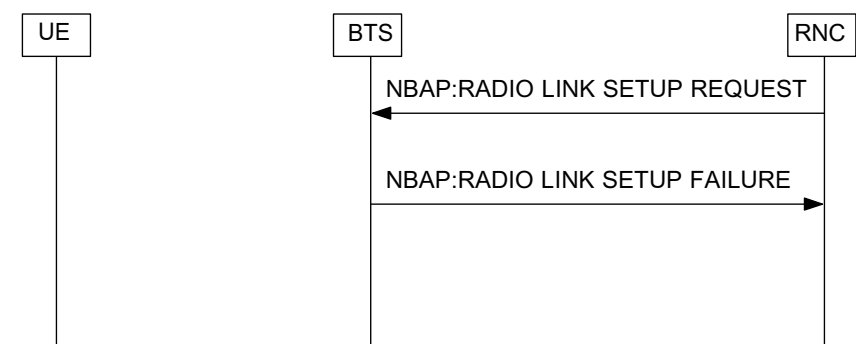 UE BTS RNC
NBAP:RADIO LINK SETUP REQUEST
NBAP:RADIO LINK SETUP FAILURE